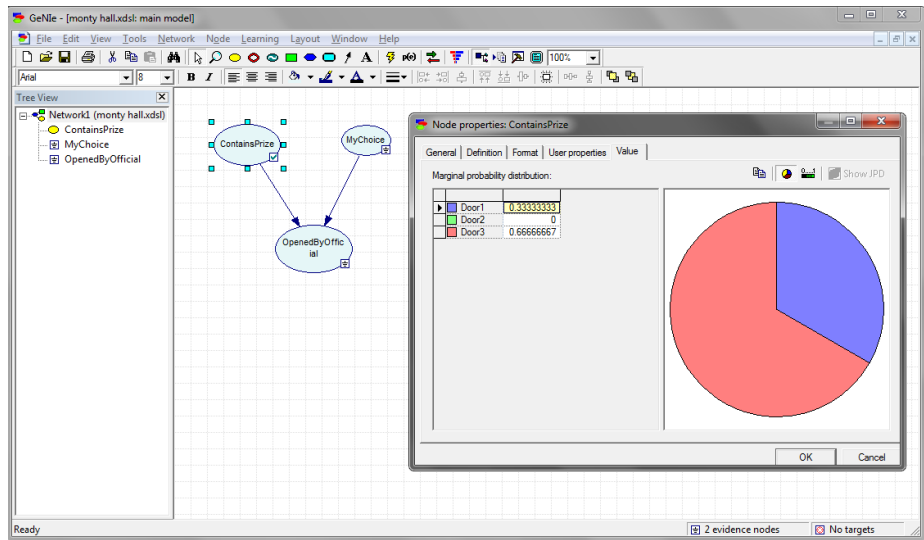 GeNIe - [monty hall.xdsl: main model]
File Edit View Tools Network Node Learning Layout Window Help
100%
Arial 8 B I
Tree View
Network1 (monty hall.xdsl)
ContainsPrize
MyChoice
OpenedByOfficial
ContainsPrize
MyChoice
OpenedByOffic
ial
Node properties: ContainsPrize
General Definition Format User properties Value
Marginal probability distribution:
Show JPD
Door1 0.33333333
Door2 0
Door3 0.66666667
OK Cancel
Ready 2 evidence nodes No targets